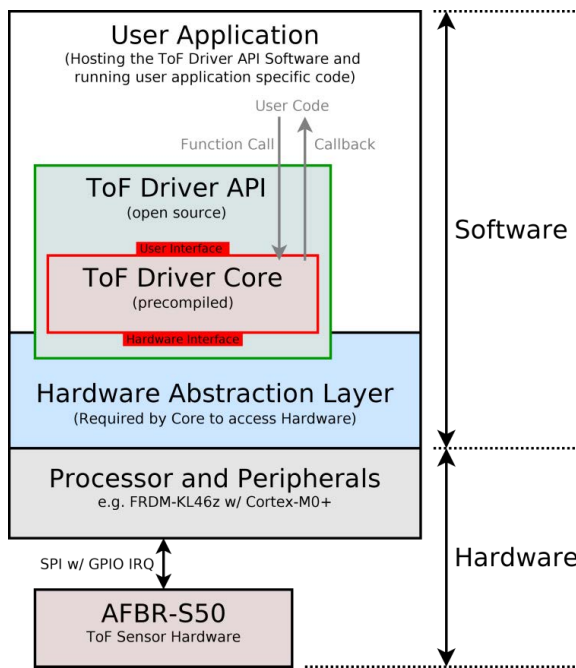 User Application
(Hosting the ToF Driver API Software and
running user application specific code)
User Code
Function Call
Callback
ToF Driver API
(open source)
User Interface
ToF Driver Core
(precompiled)
Hardware Interface
Software
Hardware Abstraction Layer
(Required by Core to access Hardware)
Processor and Peripherals
e.g. FRDM-KL46z w/ Cortex-M0+
SPI w/ GPIO IRQ
Hardware
AFBR-S50
ToF Sensor Hardware